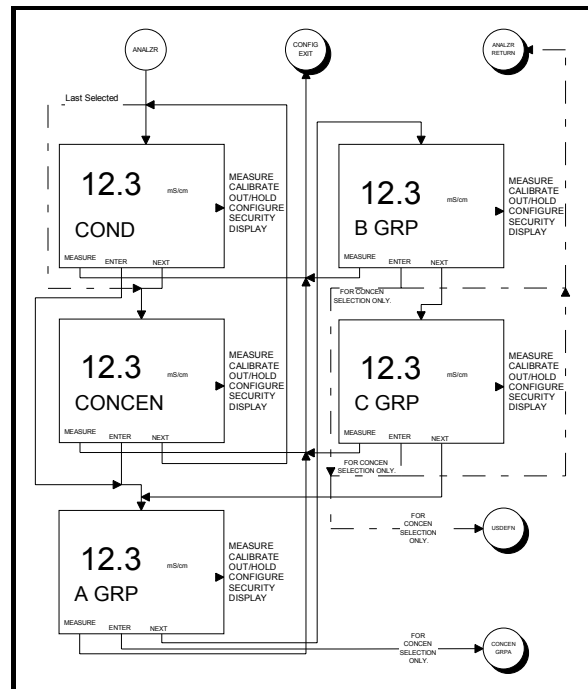 ANALZR
CONFIG
EXIT
ANALZR
RETURN
Last Selected
12.3 mS/cm
COND
MEASURE ENTER NEXT
MEASURE
CALIBRATE
OUT/HOLD
CONFIGURE
SECURITY
DISPLAY
12.3 mS/cm
B GRP
MEASURE ENTER NEXT
MEASURE
CALIBRATE
OUT/HOLD
CONFIGURE
SECURITY
DISPLAY
FOR CONCEN
SELECTION ONLY.
12.3 mS/cm
CONCEN
MEASURE ENTER NEXT
MEASURE
CALIBRATE
OUT/HOLD
CONFIGURE
SECURITY
DISPLAY
12.3 mS/cm
C GRP
MEASURE ENTER NEXT
MEASURE
CALIBRATE
OUT/HOLD
CONFIGURE
SECURITY
DISPLAY
FOR CONCEN
SELECTION ONLY.
12.3 mS/cm
A GRP
MEASURE ENTER NEXT
MEASURE
CALIBRATE
OUT/HOLD
CONFIGURE
SECURITY
DISPLAY
FOR
CONCEN
SELECTION
ONLY.
USDEFN
FOR
CONCEN
SELECTION
ONLY.
CONCEN
GRPA